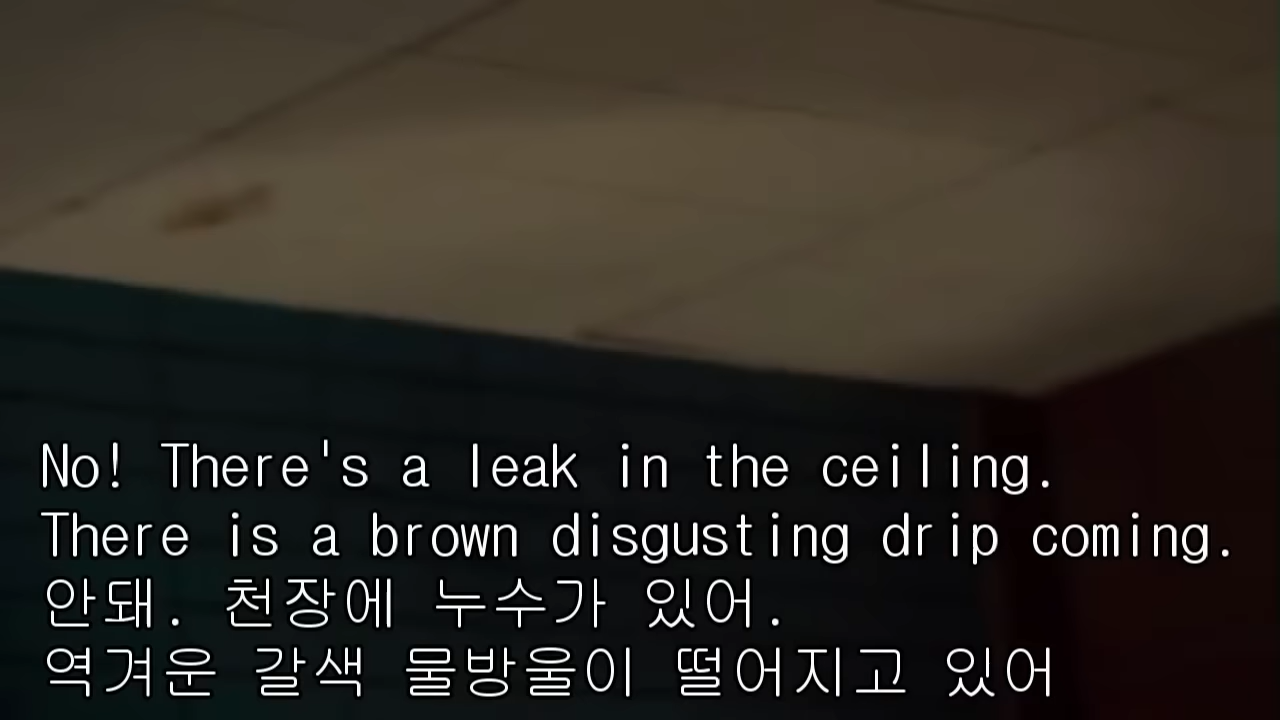 No! There's a leak in the ceiling.
There is a brown disgusting drip coming.
안돼. 천장에 누수가 있어.
역겨운 갈색 물방울이 떨어지고 있어